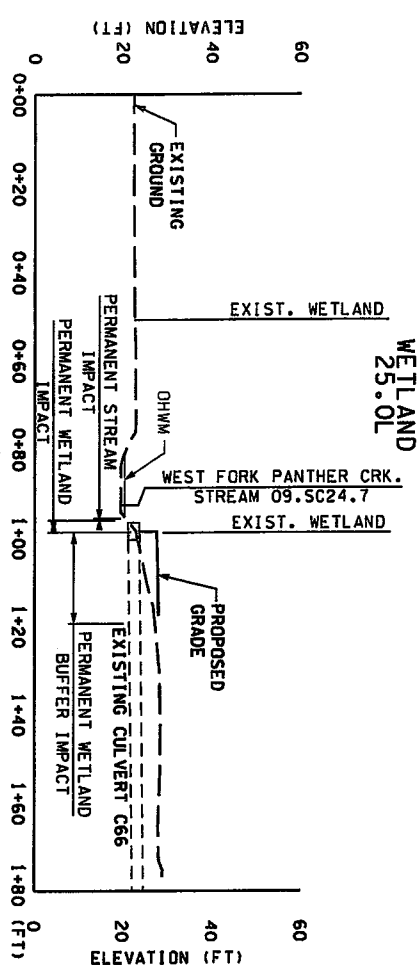 WETLAND
25.0L
ELEVATION (FT)
60
40
20
0
EXIST. WETLAND
WEST FORK PANTHER CRK.
STREAM 09.SC24.7
EXIST. WETLAND
EXISTING
GROUND
OHWM
PROPOSED
GRADE
PERMANENT STREAM
IMPACT
PERMANENT WETLAND
IMPACT
EXISTING CULVERT C66
PERMANENT WETLAND
BUFFER IMPACT
60
40
20
0
ELEVATION (FT)
0+00
0+20
0+40
0+60
0+80
1+00
1+20
1+40
1+60
1+80 (FT)